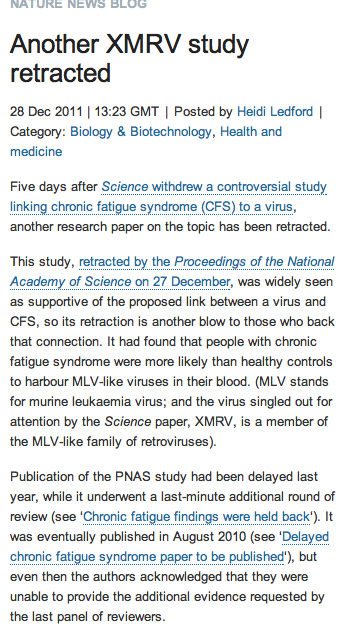 NATURE NEWS BLOG
Another XMRV study
retracted
28 Dec 2011 | 13:23 GMT | Posted by Heidi Ledford |
Category: Biology & Biotechnology, Health and
medicine
Five days after Science withdrew a controversial study
linking chronic fatigue syndrome (CFS) to a virus,
another research paper on the topic has been retracted.
This study, retracted by the Proceedings of the National
Academy of Science on 27 December, was widely seen
as supportive of the proposed link between a virus and
CFS, so its retraction is another blow to those who back
that connection. It had found that people with chronic
fatigue syndrome were more likely than healthy controls
to harbour MLV-like viruses in their blood. (MLV stands
for murine leukaemia virus; and the virus singled out for
attention by the Science paper, XMRV, is a member of
the MLV-like family of retroviruses).
Publication of the PNAS study had been delayed last
year, while it underwent a last-minute additional round of
review (see 'Chronic fatigue findings were held back'). It
was eventually published in August 2010 (see 'Delayed
chronic fatigue syndrome paper to be published'), but
even then the authors acknowledged that they were
unable to provide the additional evidence requested by
the last panel of reviewers.